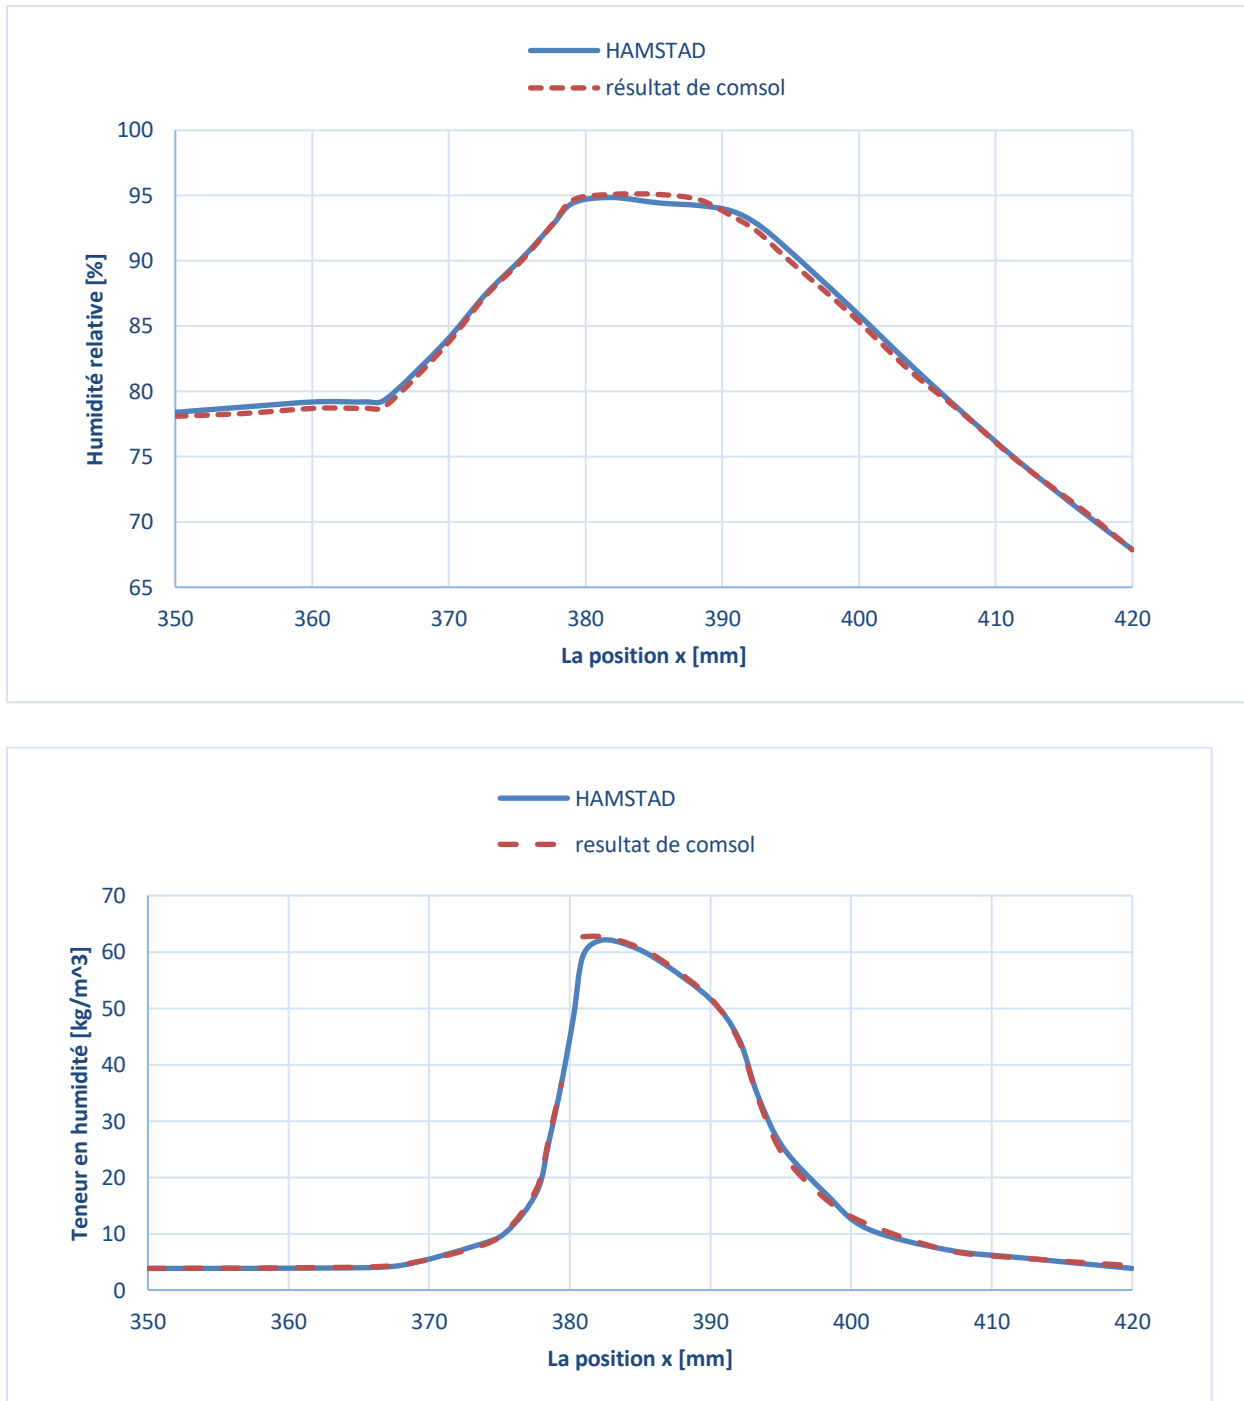 HAMSTAD
résultat de comsol
100
95
90
85
80
75
70
65
Humidité relative [%]
350 360 370 380 390 400 410 420
La position x [mm]
HAMSTAD
resultat de comsol
70
60
50
40
30
20
10
0
Teneur en humidité [kg/m^3]
350 360 370 380 390 400 410 420
La position x [mm]